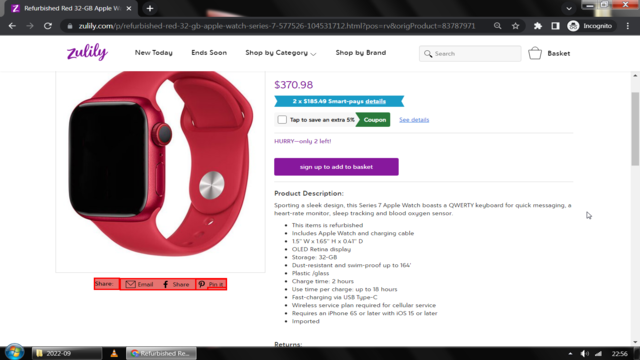 Refurbished Red 32-GB Apple Wa
zulily.com/p/refurbished-red-32-gb-apple-watch-series-7-577526-104531712.html?pos=rv&origProduct=83787971
Incognito
zulily
New Today
Ends Soon
Shop by Category
Shop by Brand
Search
Basket
$370.98
2 x $185.49 Smart-pays details
Tap to save an extra 5%
Coupon
See details
HURRY—only 2 left!
sign up to add to basket
Product Description:
Sporting a sleek design, this Series 7 Apple Watch boasts a QWERTY keyboard for quick messaging, a
heart-rate monitor, sleep tracking and blood oxygen sensor.
This items is refurbished
Includes Apple Watch and charging cable
1.5'' W x 1.65'' H x 0.41'' D
OLED Retina display
Storage: 32-GB
Dust-resistant and swim-proof up to 164'
Plastic /glass
Charge time: 2 hours
Use time per charge: up to 18 hours
Fast-charging via USB Type-C
Wireless service plan required for cellular service
Requires an iPhone 6S or later with iOS 15 or later
Imported
Share:
Email
Share
Pin it
Returns:
2022-09
Refurbished Re...
22:56